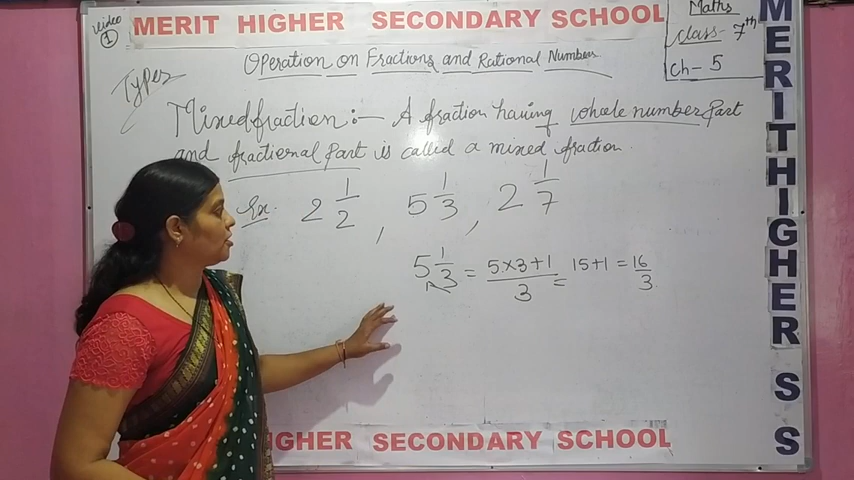 video
1
MERIT HIGHER SECONDARY SCHOOL
Maths
Class- 7th
Ch- 5
Operation on Fractions and Rational Number
Types
Mixed fraction:— A fraction having whole number Part
and fractional Part is called a mixed fraction.
Ex. 2 1/2 , 5 1/3 , 2 1/7
5 1/3 = 5×3+1/3 = 15+1 = 16/3.
IGHER SECONDARY SCHOOL
MERIT HIGHER S S